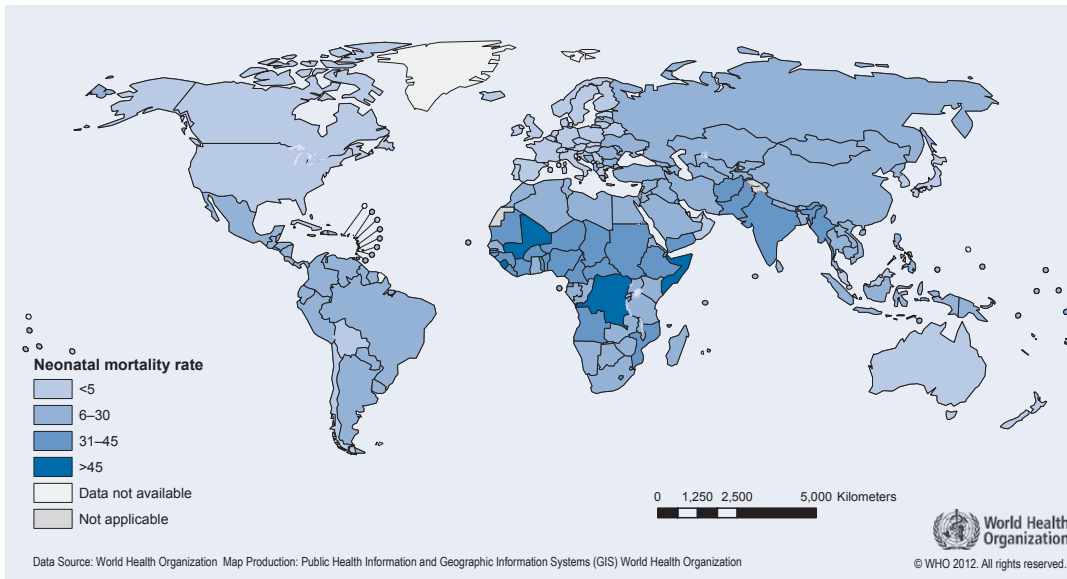 Neonatal mortality rate
<5
6–30
31–45
>45
Data not available
Not applicable
0 1,250 2,500 5,000 Kilometers
World Health
Organization
Data Source: World Health Organization Map Production: Public Health Information and Geographic Information Systems (GIS) World Health Organization
© WHO 2012. All rights reserved.